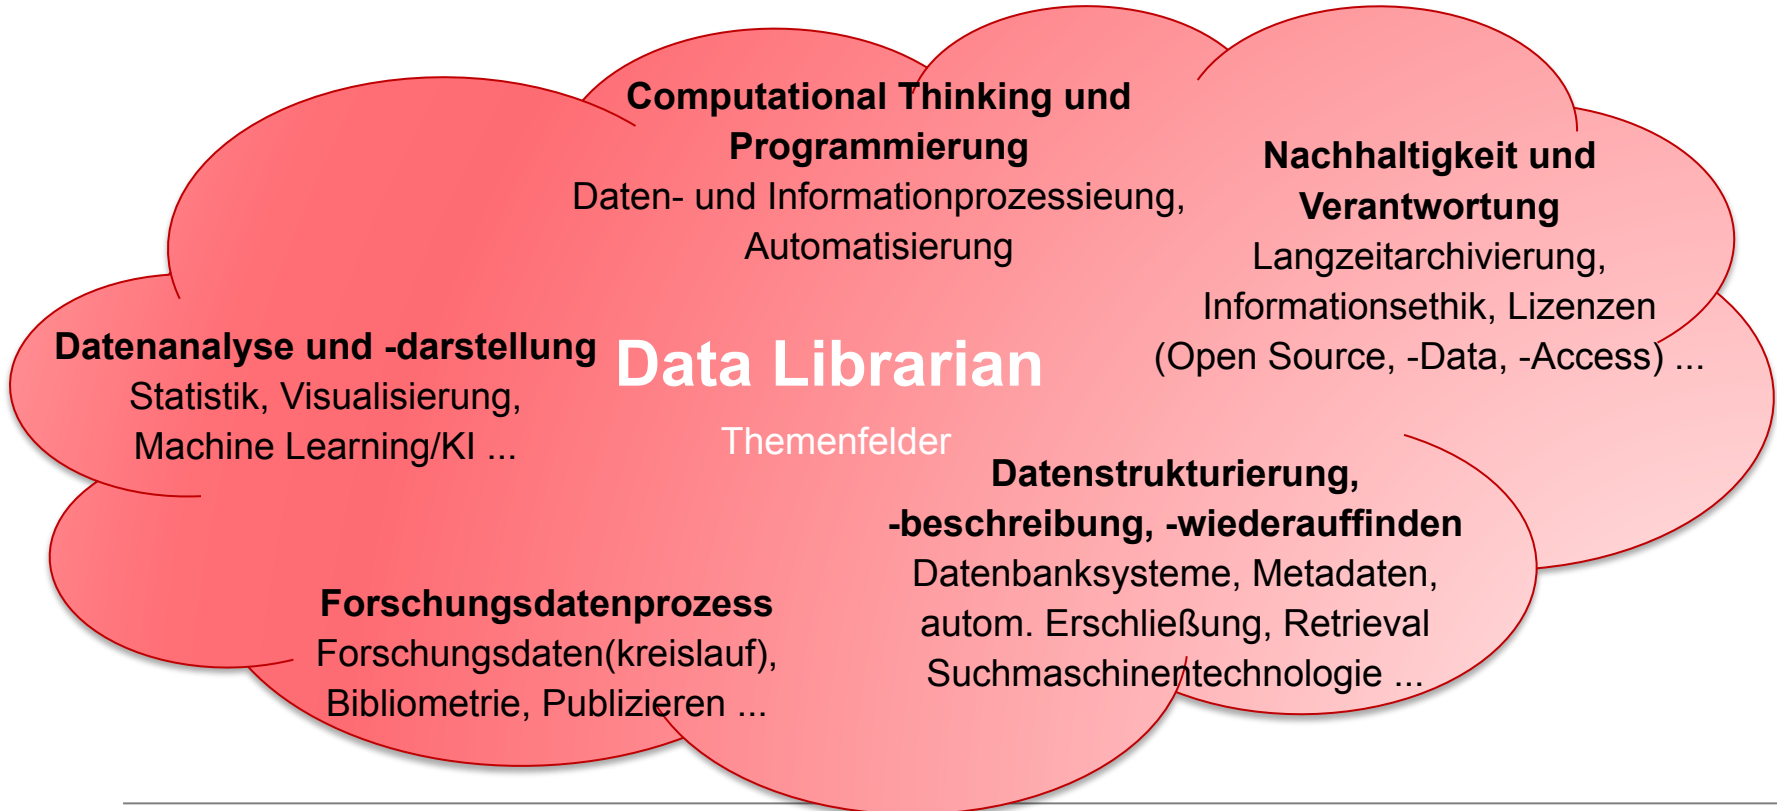 Computational Thinking und
Programmierung
Daten- und Informationprozessieung,
Automatisierung
Nachhaltigkeit und
Verantwortung
Langzeitarchivierung,
Informationsethik, Lizenzen
(Open Source, -Data, -Access) ...
Datenanalyse und -darstellung
Statistik, Visualisierung,
Machine Learning/KI ...
Data Librarian
Themenfelder
Datenstrukturierung,
-beschreibung, -wiederauffinden
Datenbanksysteme, Metadaten,
autom. Erschließung, Retrieval
Suchmaschinentechnologie ...
Forschungsdatenprozess
Forschungsdaten(kreislauf),
Bibliometrie, Publizieren ...